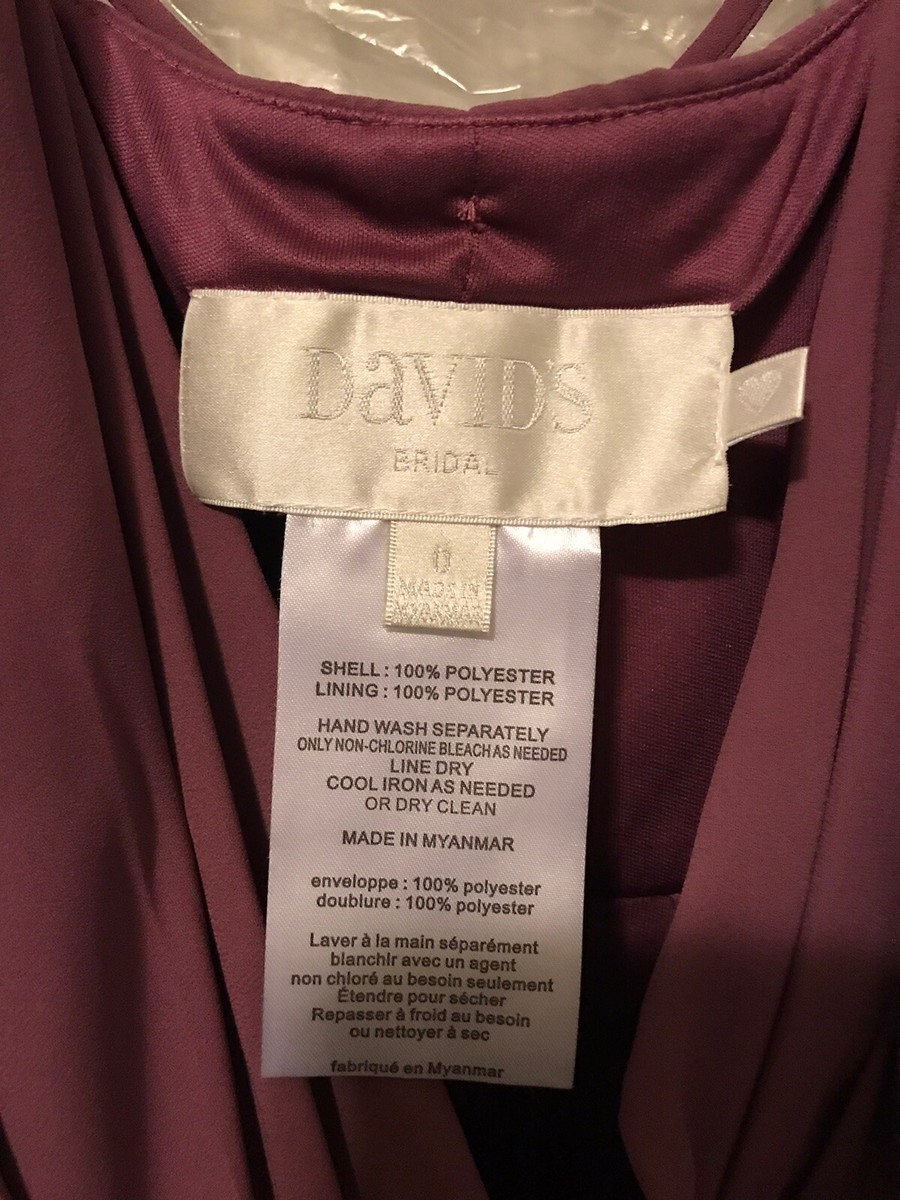 DaVID'S
BRIDAL
0
MADE IN
MYANMAR
SHELL : 100% POLYESTER
LINING : 100% POLYESTER
HAND WASH SEPARATELY
ONLY NON-CHLORINE BLEACH AS NEEDED
LINE DRY
COOL IRON AS NEEDED
OR DRY CLEAN
MADE IN MYANMAR
enveloppe : 100% polyester
doublure : 100% polyester
Laver à la main séparément
blanchir avec un agent
non chloré au besoin seulement
Étendre pour sécher
Repasser à froid au besoin
ou nettoyer à sec
fabriqué en Myanmar